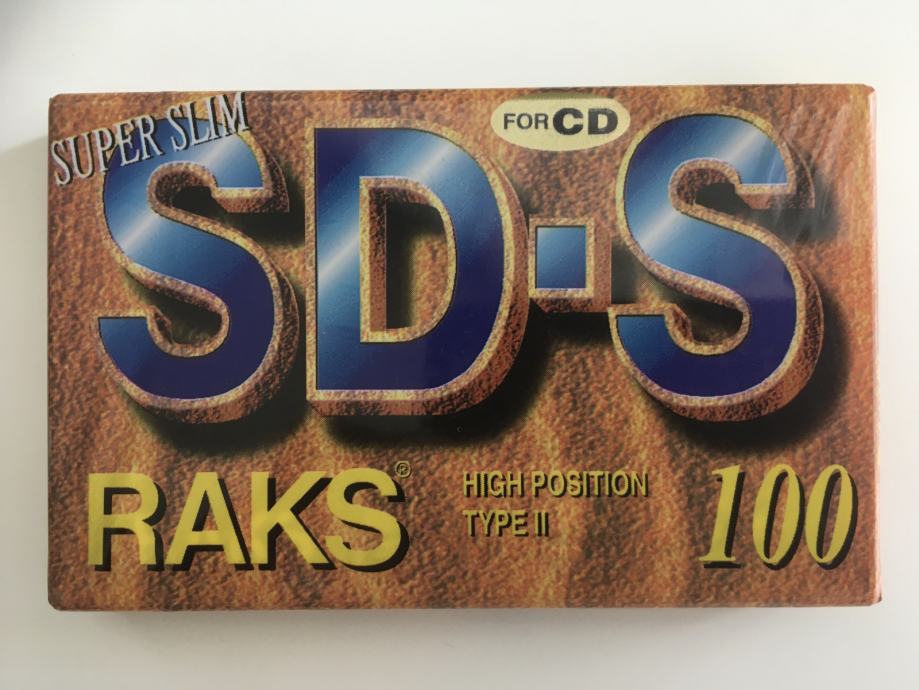 SUPER SLIM
FOR CD
SD-S
RAKS®
HIGH POSITION
TYPE II
100